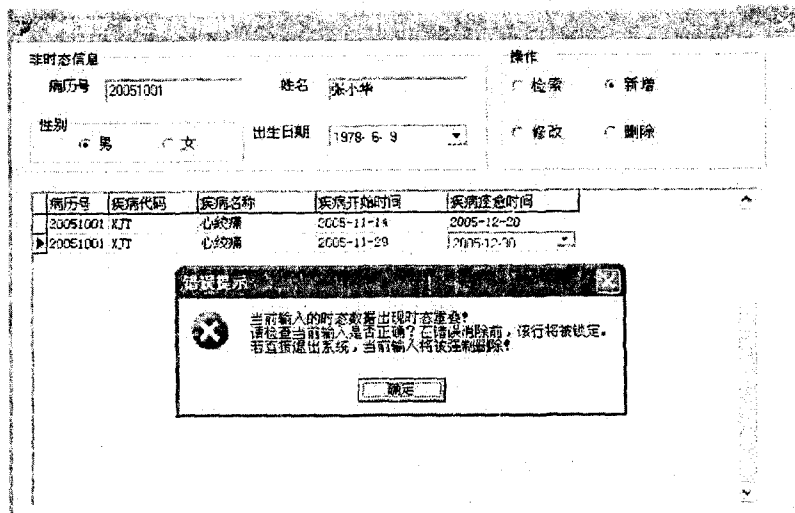 非时态信息
病历号 20051001 姓名 张小华
性别 男 女 出生日期 1978- 6- 9
操作
检索 新增
修改 删除
病历号 疾病代码 疾病名称 疾病开始时间 疾病痊愈时间
20051001 XJT 心绞痛 2005-11-14 2005-12-20
20051001 XJT 心绞痛 2005-11-29 2005-12-30
错误提示
当前输入的时态数据出现时态重叠!
请检查当前输入是否正确?在错误消除前,该行将被锁定。
若直接退出系统,当前输入将被强制删除!
确定